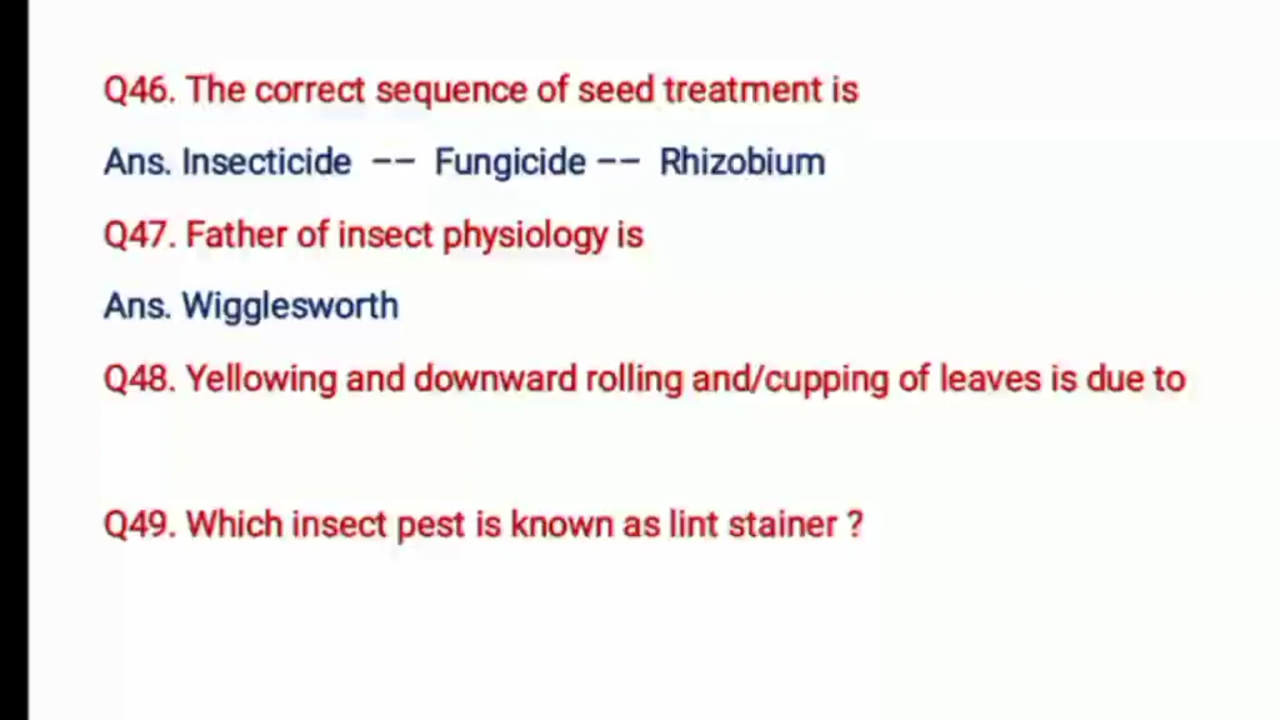 Q46. The correct sequence of seed treatment is
Ans. Insecticide -- Fungicide -- Rhizobium
Q47. Father of insect physiology is
Ans. Wigglesworth
Q48. Yellowing and downward rolling and/cupping of leaves is due to
Q49. Which insect pest is known as lint stainer ?